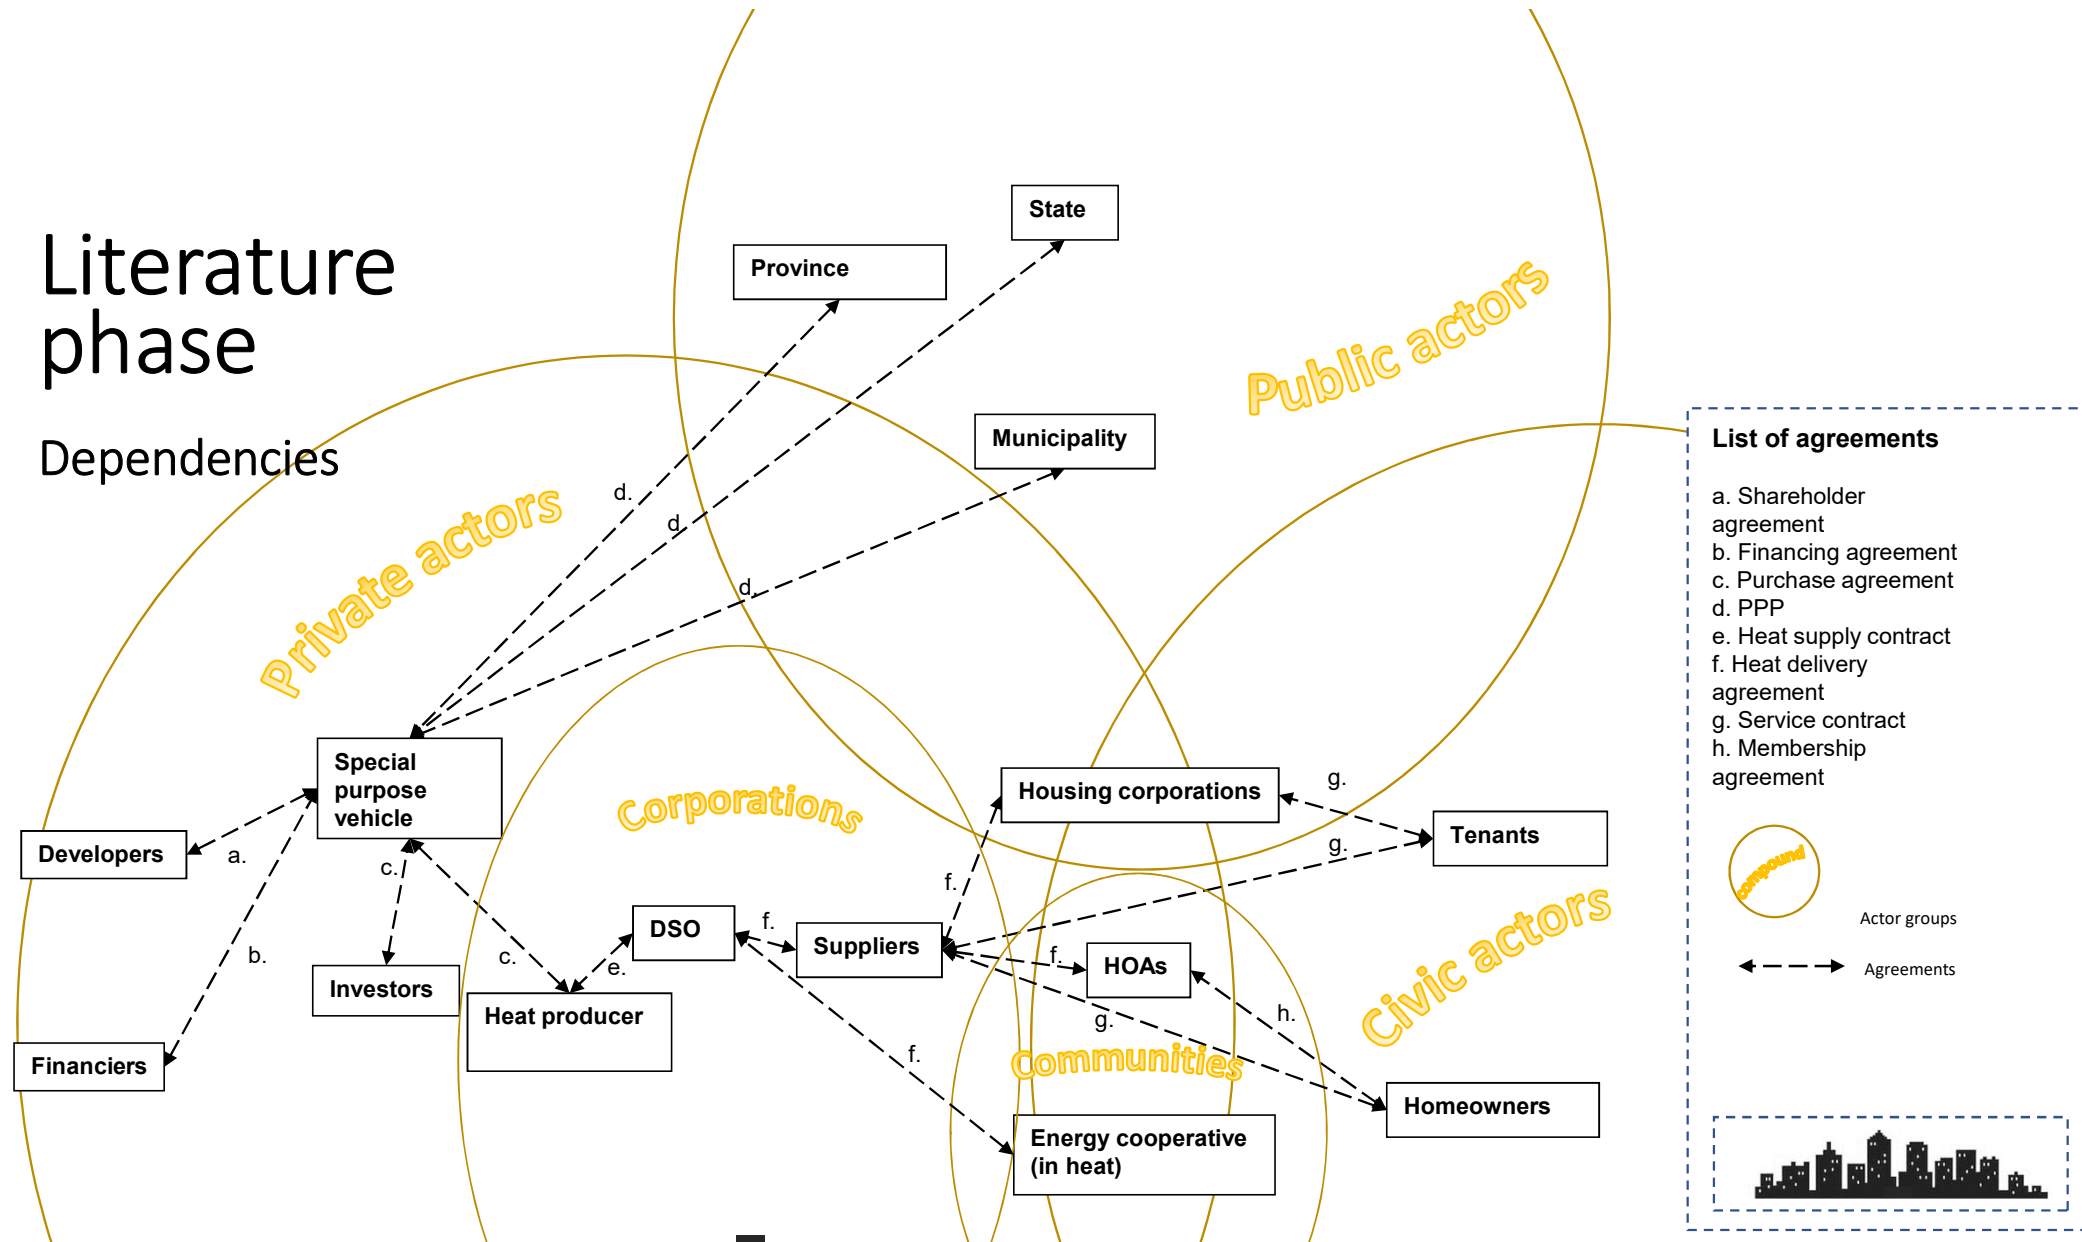 Literature
phase
Dependencies
State
Province
Public actors
Municipality
Private actors
d.
d.
d.
Special
purpose
vehicle
Corporations
Housing corporations
g.
Tenants
g.
Developers
a.
c.
f.
b.
c.
e.
DSO
f.
Suppliers
f.
HOAs
Civic actors
Investors
Heat producer
g.
h.
f.
Communities
Financiers
Homeowners
Energy cooperative
(in heat)
List of agreements
a. Shareholder
agreement
b. Financing agreement
c. Purchase agreement
d. PPP
e. Heat supply contract
f. Heat delivery
agreement
g. Service contract
h. Membership
agreement
compound
Actor groups
Agreements